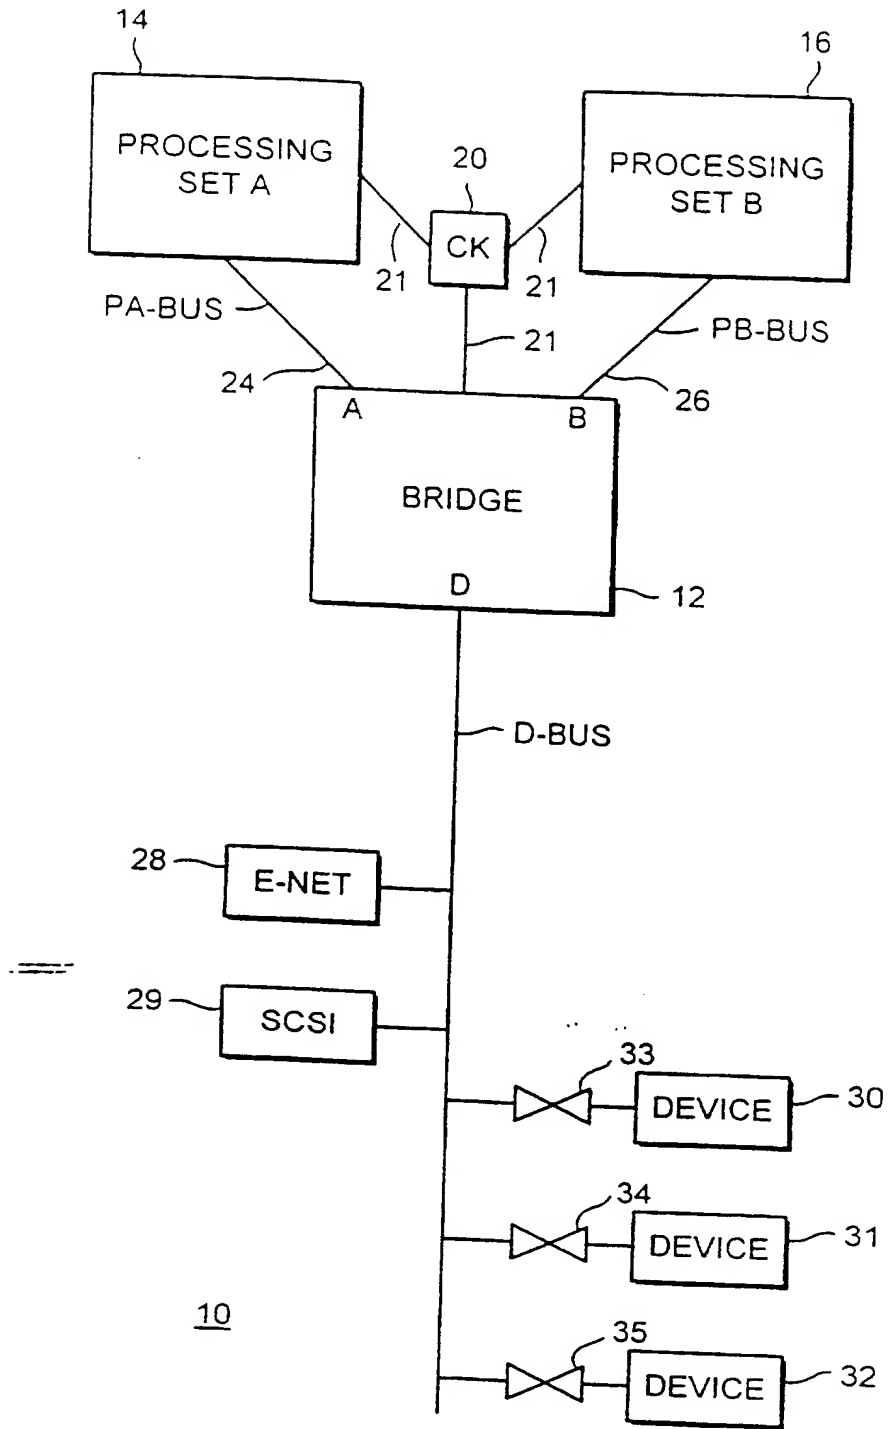 14
16
PROCESSING
SET A
20
PROCESSING
SET B
CK
21
21
PA-BUS
21
PB-BUS
24
26
A
B
BRIDGE
D
12
D-BUS
28
E-NET
29
SCSI
33
DEVICE
30
34
DEVICE
31
10
35
DEVICE
32